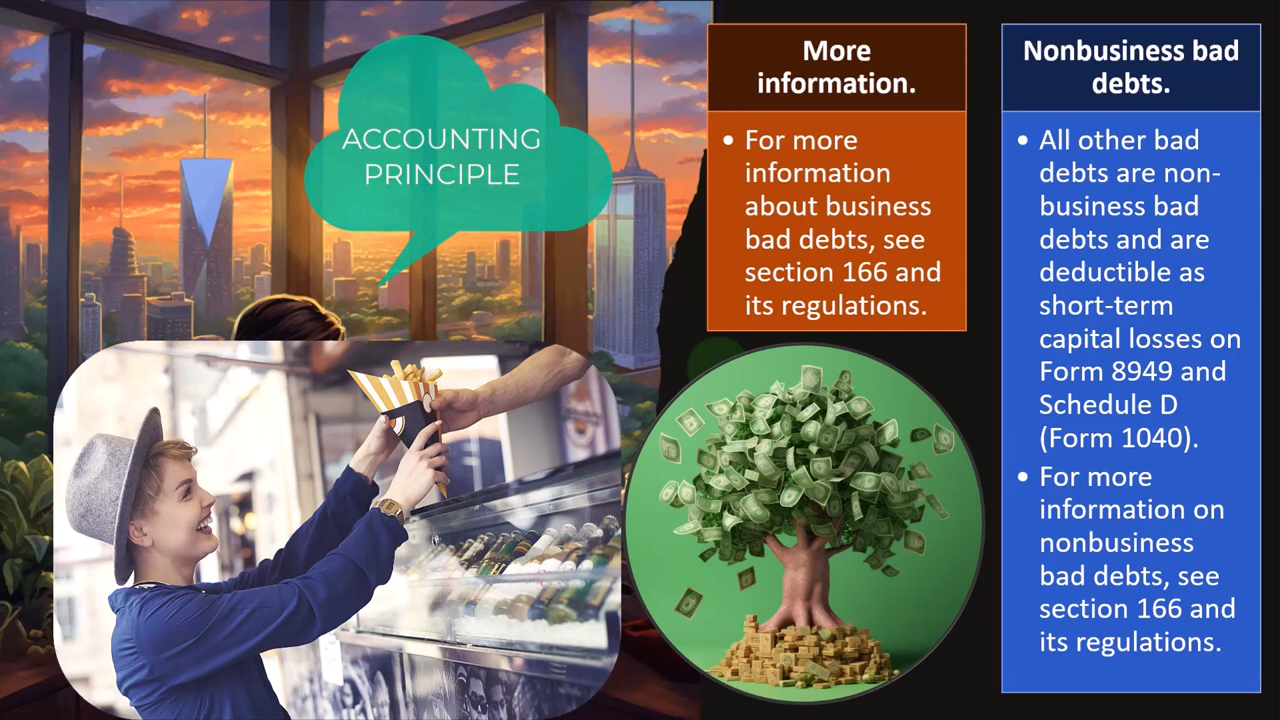 ACCOUNTING
PRINCIPLE
More
information.
• For more
information
about business
bad debts, see
section 166 and
its regulations.
Nonbusiness bad
debts.
• All other bad
debts are non-
business bad
debts and are
deductible as
short-term
capital losses on
Form 8949 and
Schedule D
(Form 1040).
• For more
information on
nonbusiness
bad debts, see
section 166 and
its regulations.